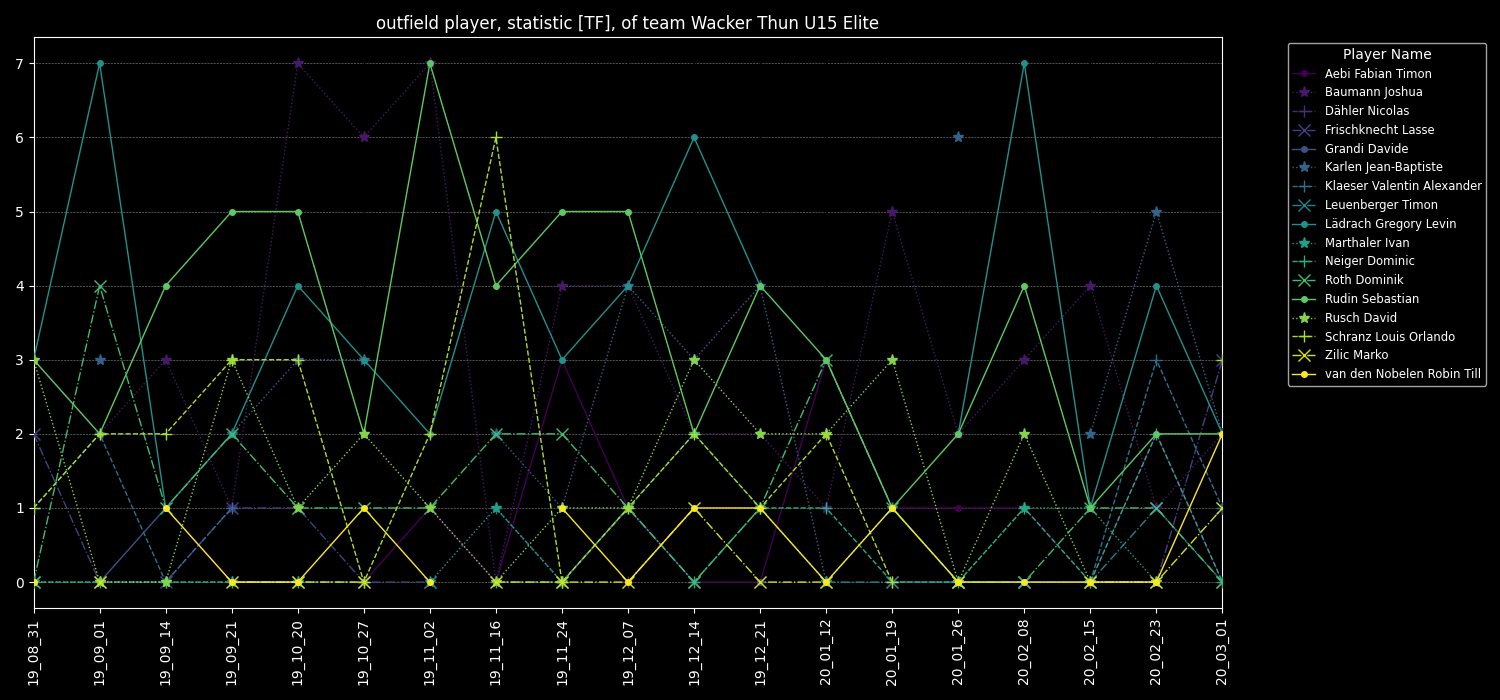 outfield player, statistic [TF], of team Wacker Thun U15 Elite
7
6
5
4
3
2
1
0
19_08_31
19_09_01
19_09_14
19_09_21
19_10_20
19_10_27
19_11_02
19_11_16
19_11_24
19_12_07
19_12_14
19_12_21
20_01_12
20_01_19
20_01_26
20_02_08
20_02_15
20_02_23
20_03_01
Player Name
Aebi Fabian Timon
Baumann Joshua
Dähler Nicolas
Frischknecht Lasse
Grandi Davide
Karlen Jean-Baptiste
Klaeser Valentin Alexander
Leuenberger Timon
Lädrach Gregory Levin
Marthaler Ivan
Neiger Dominic
Roth Dominik
Rudin Sebastian
Rusch David
Schranz Louis Orlando
Zilic Marko
van den Nobelen Robin Till